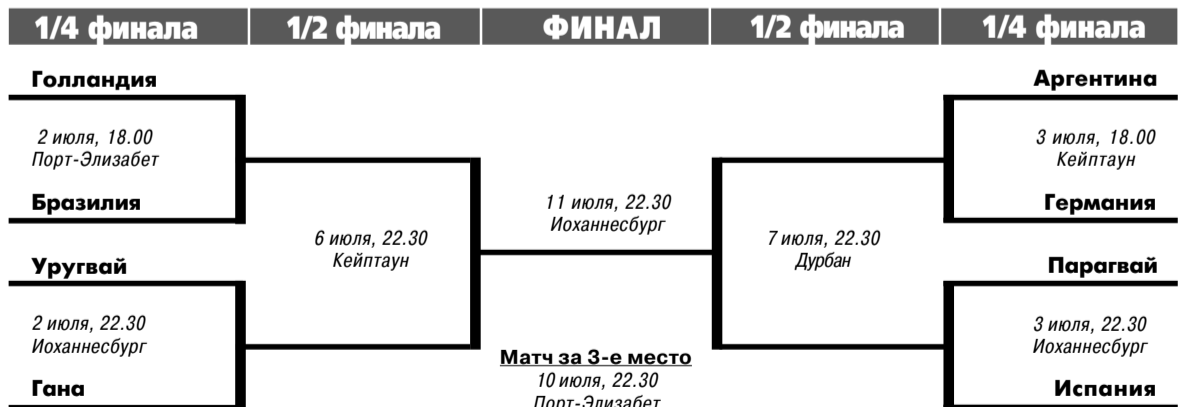 1/4 финала
1/2 финала
ФИНАЛ
1/2 финала
1/4 финала
Голландия
2 июля, 18.00
Порт-Элизабет
Бразилия
Уругвай
2 июля, 22.30
Иоханнесбург
Гана
6 июля, 22.30
Кейптаун
11 июля, 22.30
Иоханнесбург
Матч за 3-е место
10 июля, 22.30
Порт-Элизабет
7 июля, 22.30
Дурбан
Аргентина
3 июля, 18.00
Кейптаун
Германия
Парагвай
3 июля, 22.30
Иоханнесбург
Испания